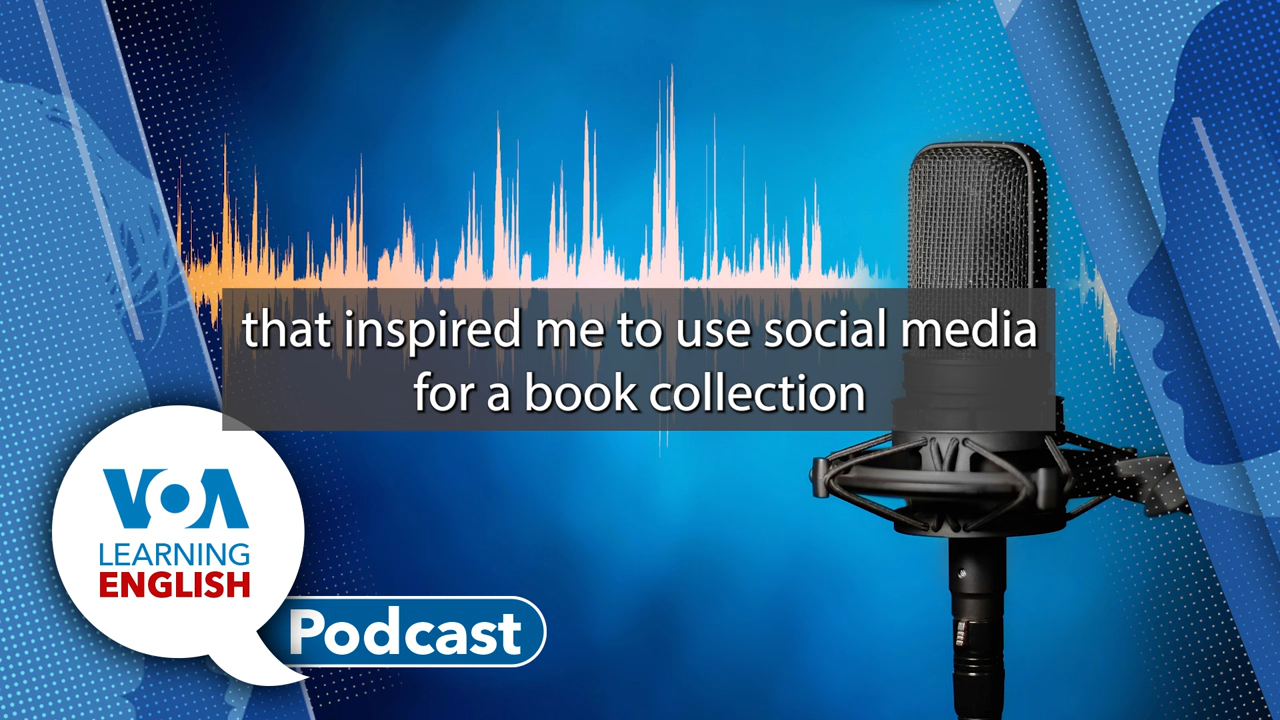 that inspired me to use social media
for a book collection
VOA
LEARNING
ENGLISH
Podcast